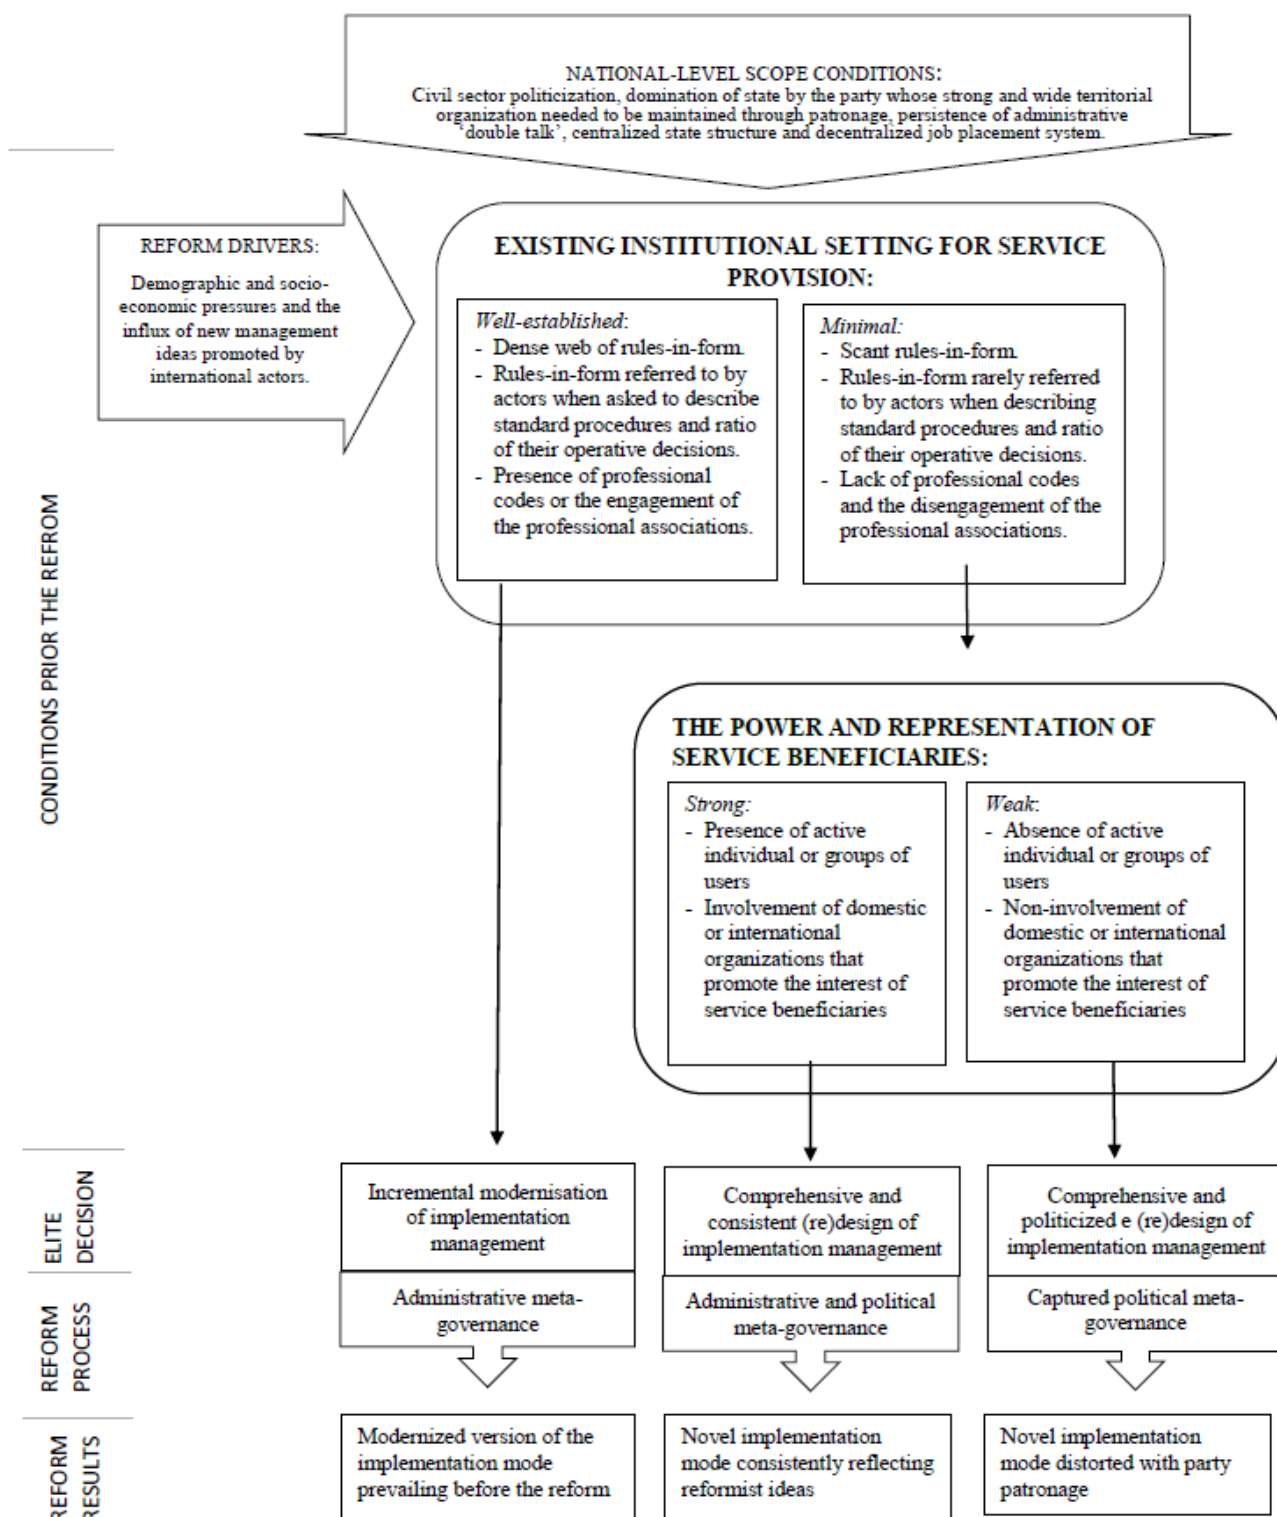 NATIONAL-LEVEL SCOPE CONDITIONS:
Civil sector politicization, domination of state by the party whose strong and wide territorial
organization needed to be maintained through patronage, persistence of administrative
‘double talk’, centralized state structure and decentralized job placement system.
REFORM DRIVERS:
Demographic and socio-
economic pressures and the
influx of new management
ideas promoted by
international actors.
EXISTING INSTITUTIONAL SETTING FOR SERVICE
PROVISION:
Well-established:
- Dense web of rules-in-form.
- Rules-in-form referred to by
actors when asked to describe
standard procedures and ratio
of their operative decisions.
- Presence of professional
codes or the engagement of
the professional associations.
Minimal:
- Scant rules-in-form.
- Rules-in-form rarely referred
to by actors when describing
standard procedures and ratio
of their operative decisions.
- Lack of professional codes
and the disengagement of the
professional associations.
CONDITIONS PRIOR THE REFROM
THE POWER AND REPRESENTATION OF
SERVICE BENEFICIARIES:
Strong:
- Presence of active
individual or groups of
users
- Involvement of domestic
or international
organizations that
promote the interest of
service beneficiaries
Weak:
- Absence of active
individual or groups of
users
- Non-involvement of
domestic or international
organizations that
promote the interest of
service beneficiaries
ELITE
DECISION
Incremental modernisation
of implementation
management
Comprehensive and
consistent (re)design of
implementation management
Comprehensive and
politicized e (re)design of
implementation management
REFORM
PROCESS
Administrative meta-
governance
Administrative and political
meta-governance
Captured political meta-
governance
REFORM
RESULTS
Modernized version of the
implementation mode
prevailing before the reform
Novel implementation
mode consistently reflecting
reformist ideas
Novel implementation
mode distorted with party
patronage